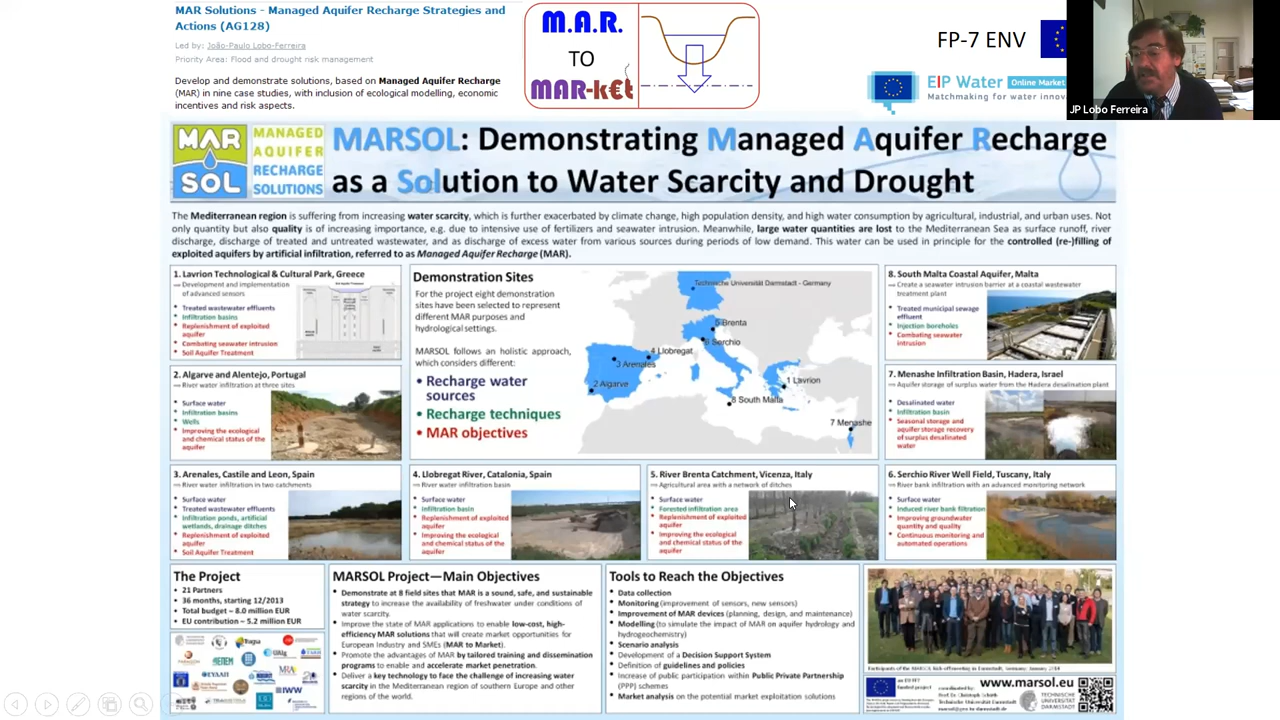 MAR Solutions - Managed Aquifer Recharge Strategies and
Actions (AG128)
Led by: João-Paulo Lobo-Ferreira
Priority Area: Flood and drought risk management
Develop and demonstrate solutions, based on Managed Aquifer Recharge
(MAR) in nine case studies, with inclusion of ecological modelling, economic
incentives and risk aspects.
M.A.R.
TO
MAR-k€t
FP-7 ENV
EIP Water
Online Market
Matchmaking for water innov
JP Lobo Ferreira
MAR
SOL
MANAGED
AQUIFER
RECHARGE
SOLUTIONS
MARSOL: Demonstrating Managed Aquifer Recharge
as a Solution to Water Scarcity and Drought
The Mediterranean region is suffering from increasing water scarcity, which is further exacerbated by climate change, high population density, and high water consumption by agricultural, industrial, and urban uses. Not
only quantity but also quality is of increasing importance, e.g. due to intensive use of fertilizers and seawater intrusion. Meanwhile, large water quantities are lost to the Mediterranean Sea as surface runoff, river
discharge, discharge of treated and untreated wastewater, and as discharge of excess water from various sources during periods of low demand. This water can be used in principle for the controlled (re-)filling of
exploited aquifers by artificial infiltration, referred to as Managed Aquifer Recharge (MAR).
1. Lavrion Technological & Cultural Park, Greece
⇒ Development and implementation
of advanced sensors
• Treated wastewater effluents
• Infiltration basins
• Replenishment of exploited
aquifer
• Combating seawater intrusion
• Soil Aquifer Treatment
2. Algarve and Alentejo, Portugal
⇒ River water infiltration at three sites
• Surface water
• Infiltration basins
• Wells
• Improving the ecological
and chemical status of the
aquifer
Demonstration Sites
For the project eight demonstration
sites have been selected to represent
different MAR purposes and
hydrological settings.
MARSOL follows an holistic approach,
which considers different:
• Recharge water
sources
• Recharge techniques
• MAR objectives
Technische Universität Darmstadt - Germany
5 Brenta
6 Serchio
4 Llobregat
3 Arenales
2 Algarve
1 Lavrion
8 South Malta
7 Menashe
8. South Malta Coastal Aquifer, Malta
⇒ Create a seawater intrusion barrier at a coastal wastewater
treatment plant
• Treated municipal sewage
effluent
• Injection boreholes
• Combating seawater
intrusion
7. Menashe Infiltration Basin, Hadera, Israel
⇒ Aquifer storage of surplus water from the Hadera desalination plant
• Desalinated water
• Infiltration basin
• Seasonal storage and
aquifer storage recovery
of surplus desalinated
water
3. Arenales, Castile and Leon, Spain
⇒ River water infiltration in two catchments
• Surface water
• Treated wastewater effluents
• Infiltration ponds, artificial
wetlands, drainage ditches
• Replenishment of exploited
aquifer
• Soil Aquifer Treatment
4. Llobregat River, Catalonia, Spain
⇒ River water infiltration basin
• Surface water
• Infiltration basin
• Replenishment of exploited
aquifer
• Improving the ecological
and chemical status of the
aquifer
5. River Brenta Catchment, Vicenza, Italy
⇒ Agricultural area with a network of ditches
• Surface water
• Forested infiltration area
• Replenishment of exploited
aquifer
• Improving the ecological
and chemical status of the
aquifer
6. Serchio River Well Field, Tuscany, Italy
⇒ River bank infiltration with an advanced monitoring network
• Surface water
• Induced river bank filtration
• Improving groundwater
quantity and quality
• Continuous monitoring and
automated operations
The Project
• 21 Partners
• 36 months, starting 12/2013
• Total budget – 8.0 million EUR
• EU contribution – 5.2 million EUR
MARSOL Project—Main Objectives
• Demonstrate at 8 field sites that MAR is a sound, safe, and sustainable
strategy to increase the availability of freshwater under conditions of
water scarcity.
• Improve the state of MAR applications to enable low-cost, high-
efficiency MAR solutions that will create market opportunities for
European Industry and SMEs (MAR to Market).
• Promote the advantages of MAR by tailored training and dissemination
programs to enable and accelerate market penetration.
• Deliver a key technology to face the challenge of increasing water
scarcity in the Mediterranean region of southern Europe and other
regions of the world.
Tools to Reach the Objectives
• Data collection
• Monitoring (improvement of sensors, new sensors)
• Improvement of MAR devices (planning, design, and maintenance)
• Modelling (to simulate the impact of MAR on aquifer hydrology and
hydrogeochemistry)
• Scenario analysis
• Development of a Decision Support System
• Definition of guidelines and policies
• Increase of public participation within Public Private Partnership
(PPP) schemes
• Market analysis on the potential market exploitation solutions
Participants of the MARSOL kick-off meeting in Darmstadt, Germany, January 2014
www.marsol.eu
coordinated by:
Prof. Dr. Christoph Schüth
Technische Universität Darmstadt
TECHNISCHE
UNIVERSITÄT
DARMSTADT